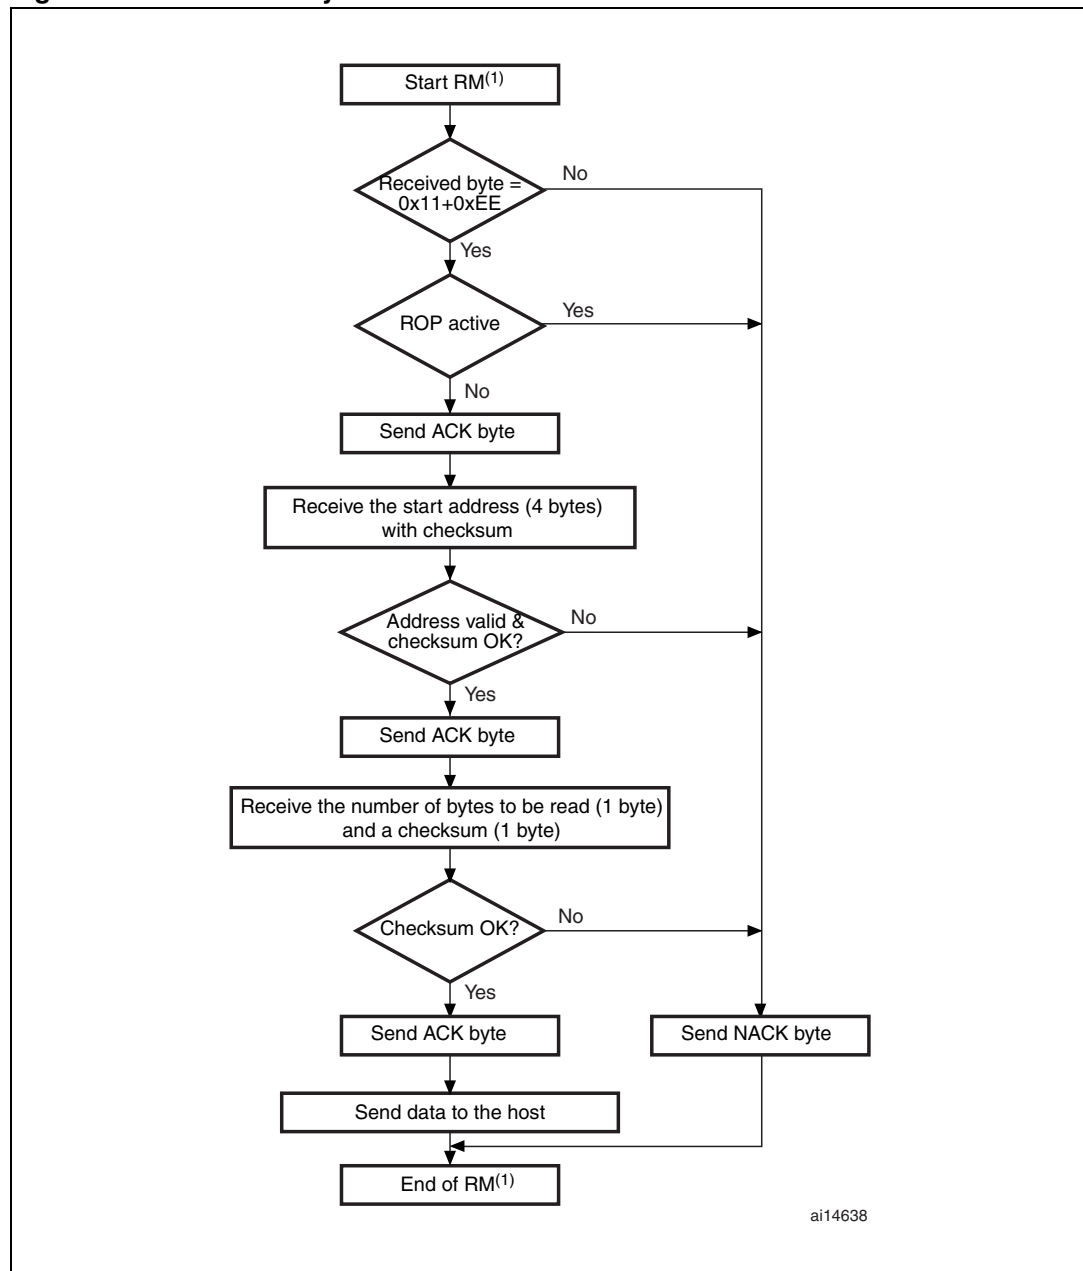 Start RM(1)
No
Received byte =
0x11+0xEE
Yes
ROP active
Yes
No
Send ACK byte
Receive the start address (4 bytes)
with checksum
Address valid &
checksum OK?
No
Yes
Send ACK byte
Receive the number of bytes to be read (1 byte)
and a checksum (1 byte)
Checksum OK?
No
Yes
Send ACK byte
Send NACK byte
Send data to the host
End of RM(1)
ai14638